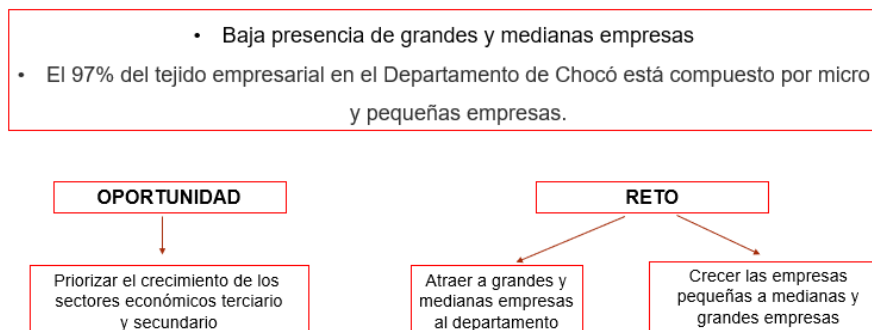 • Baja presencia de grandes y medianas empresas
• El 97% del tejido empresarial en el Departamento de Chocó está compuesto por micro
y pequeñas empresas.
OPORTUNIDAD
RETO
Priorizar el crecimiento de los
sectores económicos terciario
y secundario
Atraer a grandes y
medianas empresas
al departamento
Crecer las empresas
pequeñas a medianas y
grandes empresas